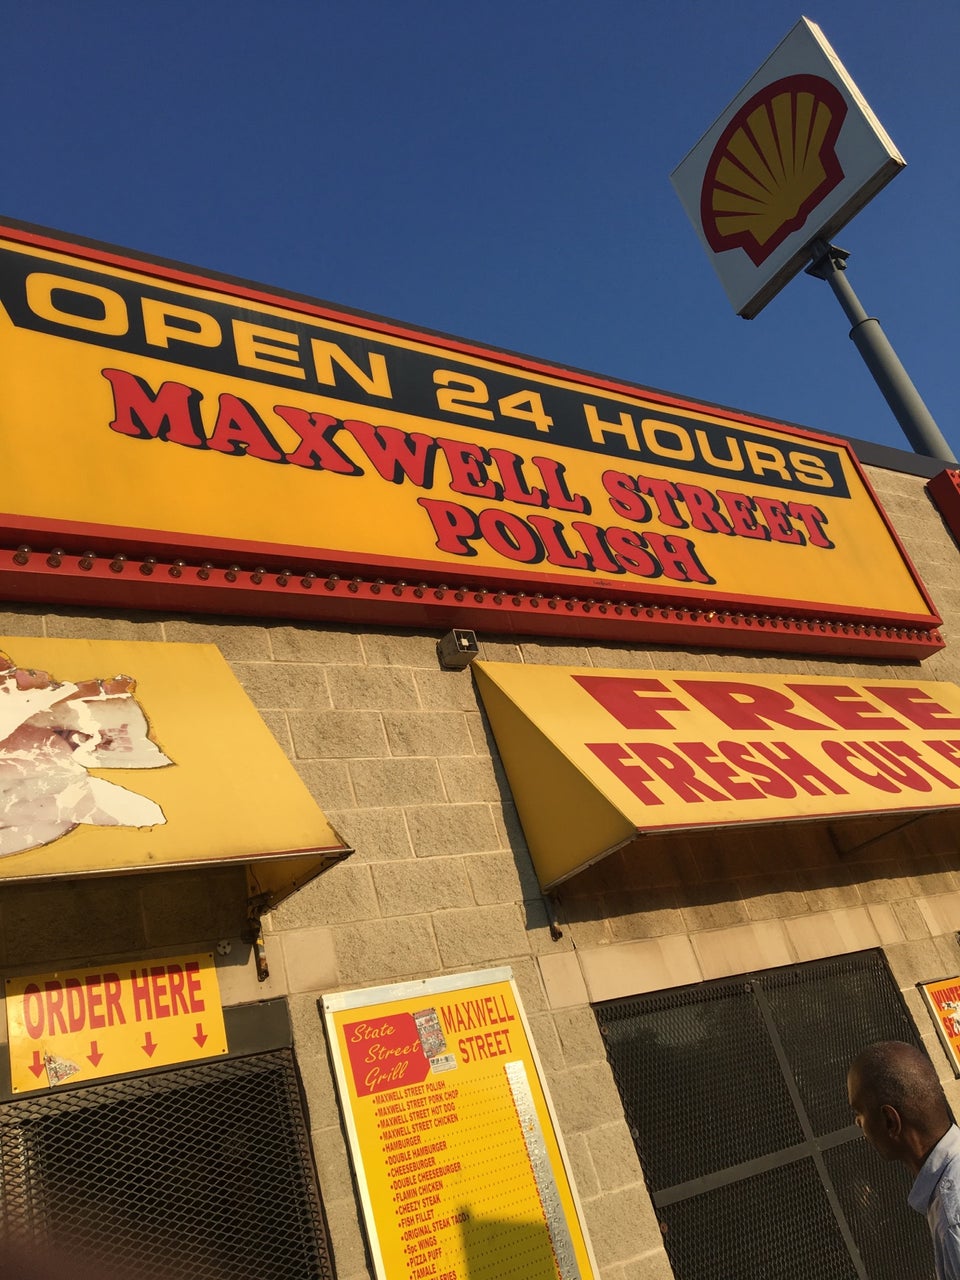 OPEN 24 HOURS
MAXWELL STREET
POLISH
FREE
FRESH CUT
ORDER HERE
State
Street
Grill
MAXWELL
STREET
•MAXWELL STREET POLISH
•MAXWELL STREET PORK CHOP
•MAXWELL STREET HOT DOG
•MAXWELL STREET CHICKEN
•HAMBURGER
•DOUBLE HAMBURGER
•CHEESEBURGER
•DOUBLE CHEESEBURGER
•FLAMIN CHICKEN
•CHEEZY STEAK
•FISH FILLET
•ORIGINAL STEAK TACO
•5pc WINGS
•PIZZA PUFF
•TAMALE